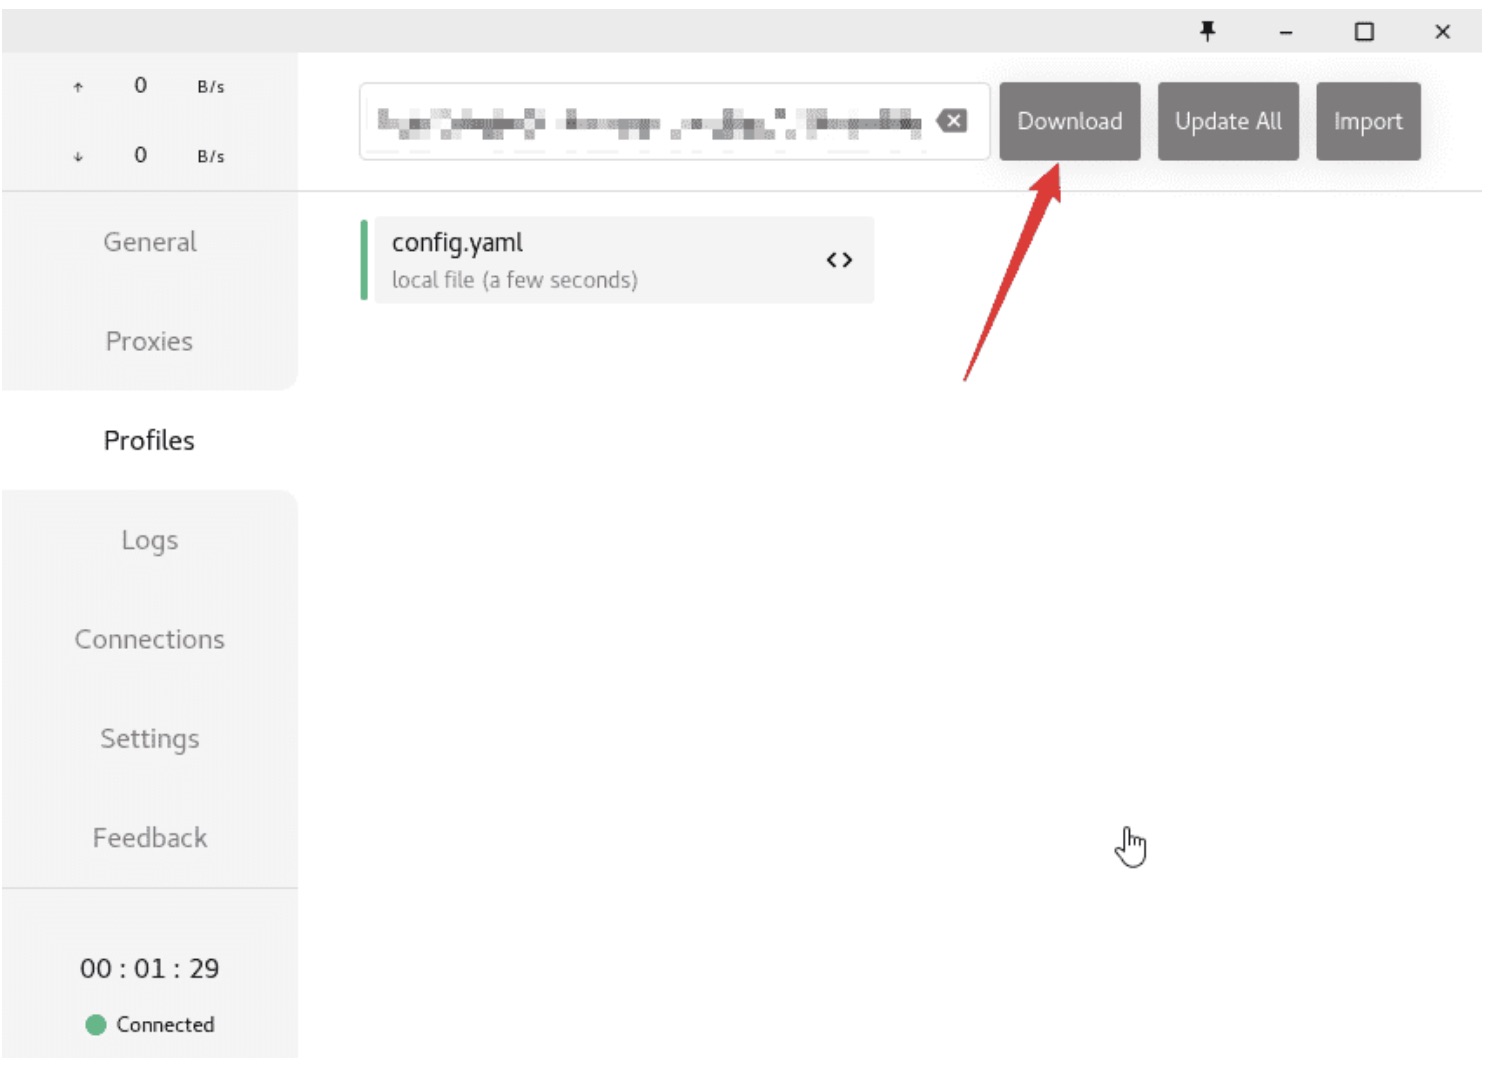 ↑ 0 B/s
↓ 0 B/s
Download
Update All
Import
General
Proxies
Profiles
Logs
Connections
Settings
Feedback
00 : 01 : 29
Connected
config.yaml
local file (a few seconds)